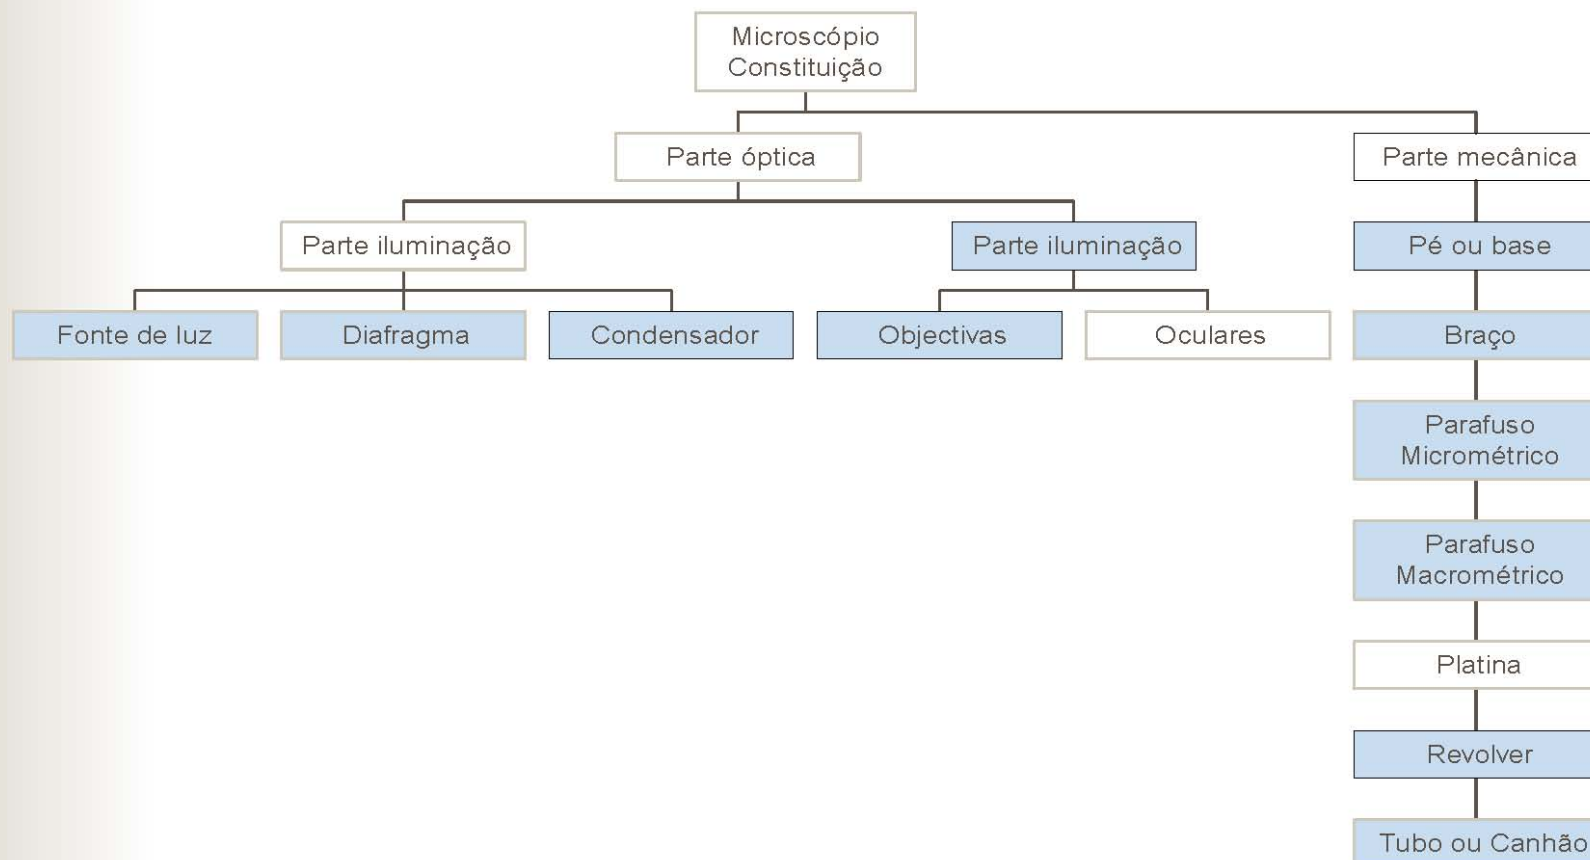 Microscópio
Constituição
Parte óptica
Parte mecânica
Parte iluminação
Parte iluminação
Pé ou base
Fonte de luz
Diafragma
Condensador
Objectivas
Oculares
Braço
Parafuso
Micrométrico
Parafuso
Macrométrico
Platina
Revolver
Tubo ou Canhão